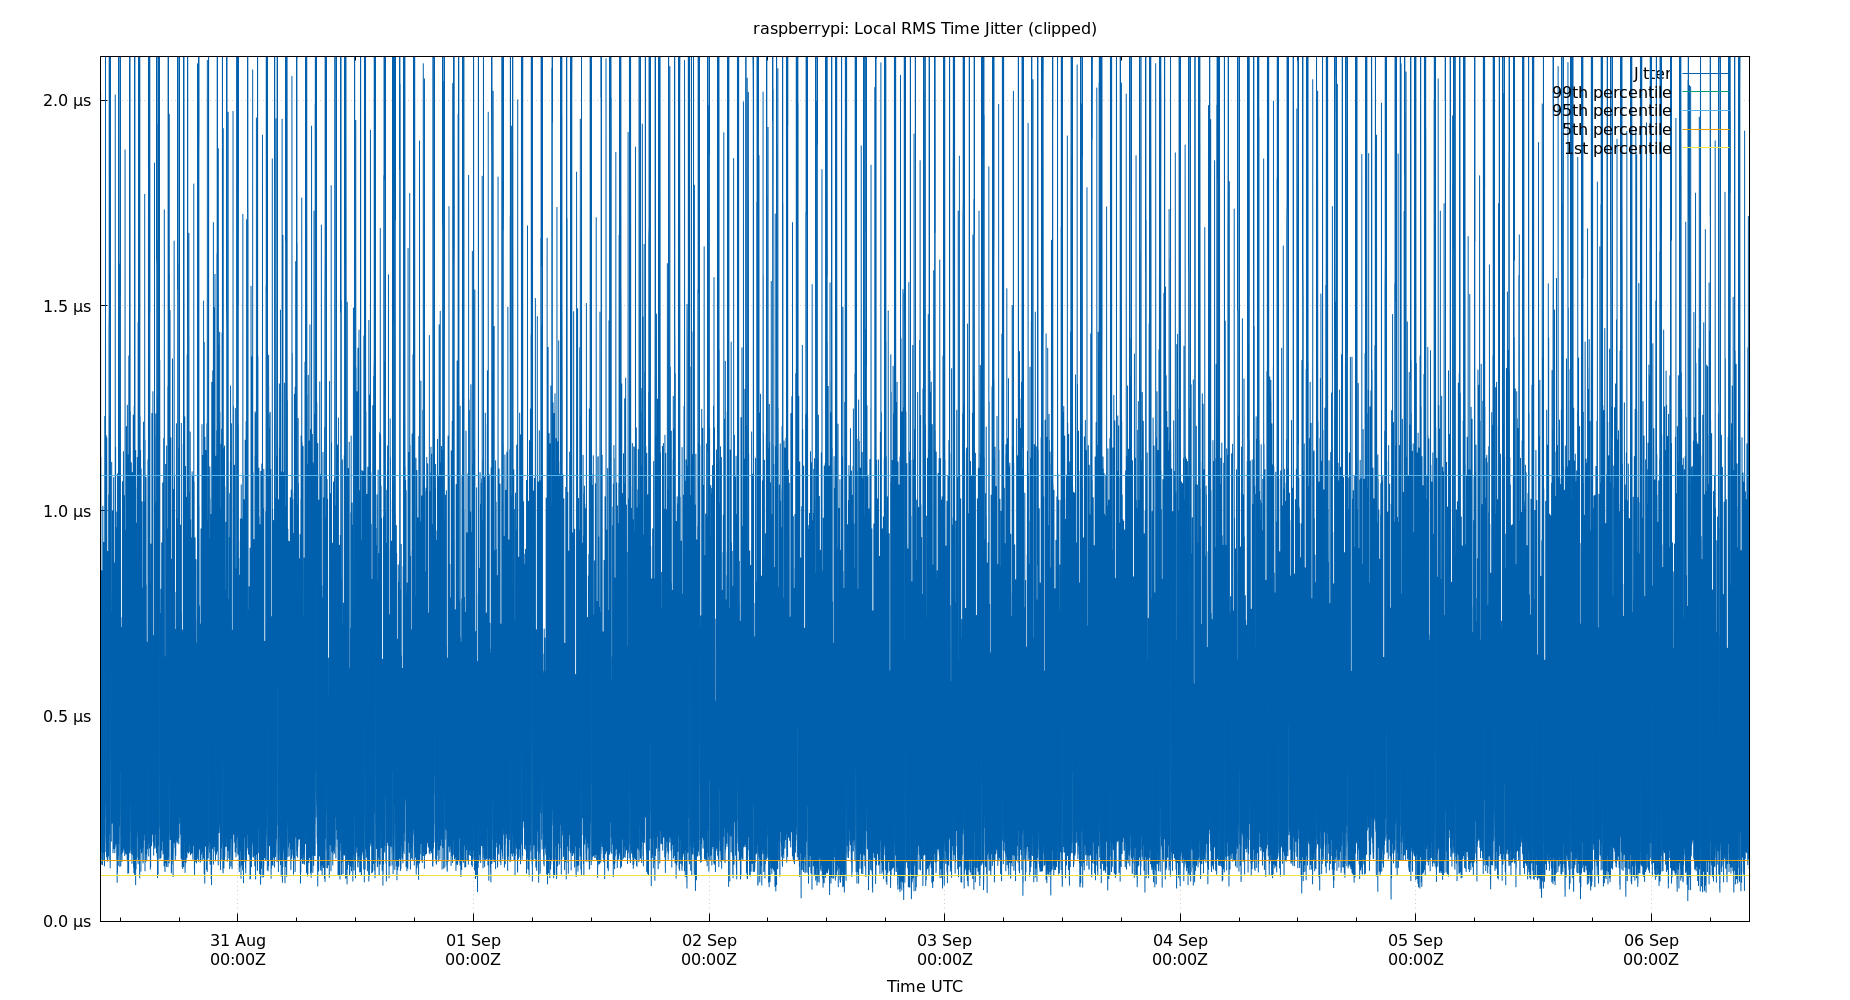 raspberrypi: Local RMS Time Jitter (clipped)
Jitter
99th percentile
95th percentile
5th percentile
1st percentile
2.0 µs
1.5 µs
1.0 µs
0.5 µs
0.0 µs
31 Aug 01 Sep 02 Sep 03 Sep 04 Sep 05 Sep 06 Sep
00:00Z 00:00Z 00:00Z 00:00Z 00:00Z 00:00Z 00:00Z
Time UTC